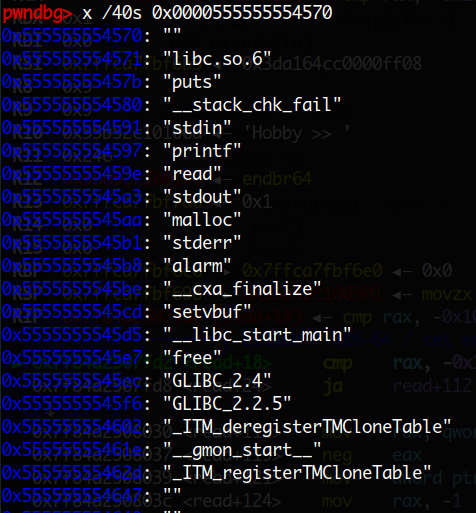 pwndbg> x /40s 0x0000555555554570
0x555555554570: ""
0x555555554571: "libc.so.6"
0x55555555457b: "puts"
0x555555554580: "__stack_chk_fail"
0x555555554591: "stdin"
0x555555554597: "printf"
0x55555555459e: "read"
0x5555555545a3: "stdout"
0x5555555545aa: "malloc"
0x5555555545b1: "stderr"
0x5555555545b8: "alarm"
0x5555555545be: "__cxa_finalize"
0x5555555545cd: "setvbuf"
0x5555555545d5: "__libc_start_main"
0x5555555545e7: "free"
0x5555555545ec: "GLIBC_2.4"
0x5555555545f6: "GLIBC_2.2.5"
0x555555554602: "_ITM_deregisterTMCloneTable"
0x55555555461e: "__gmon_start__"
0x55555555462d: "_ITM_registerTMCloneTable"
0x555555554647: ""